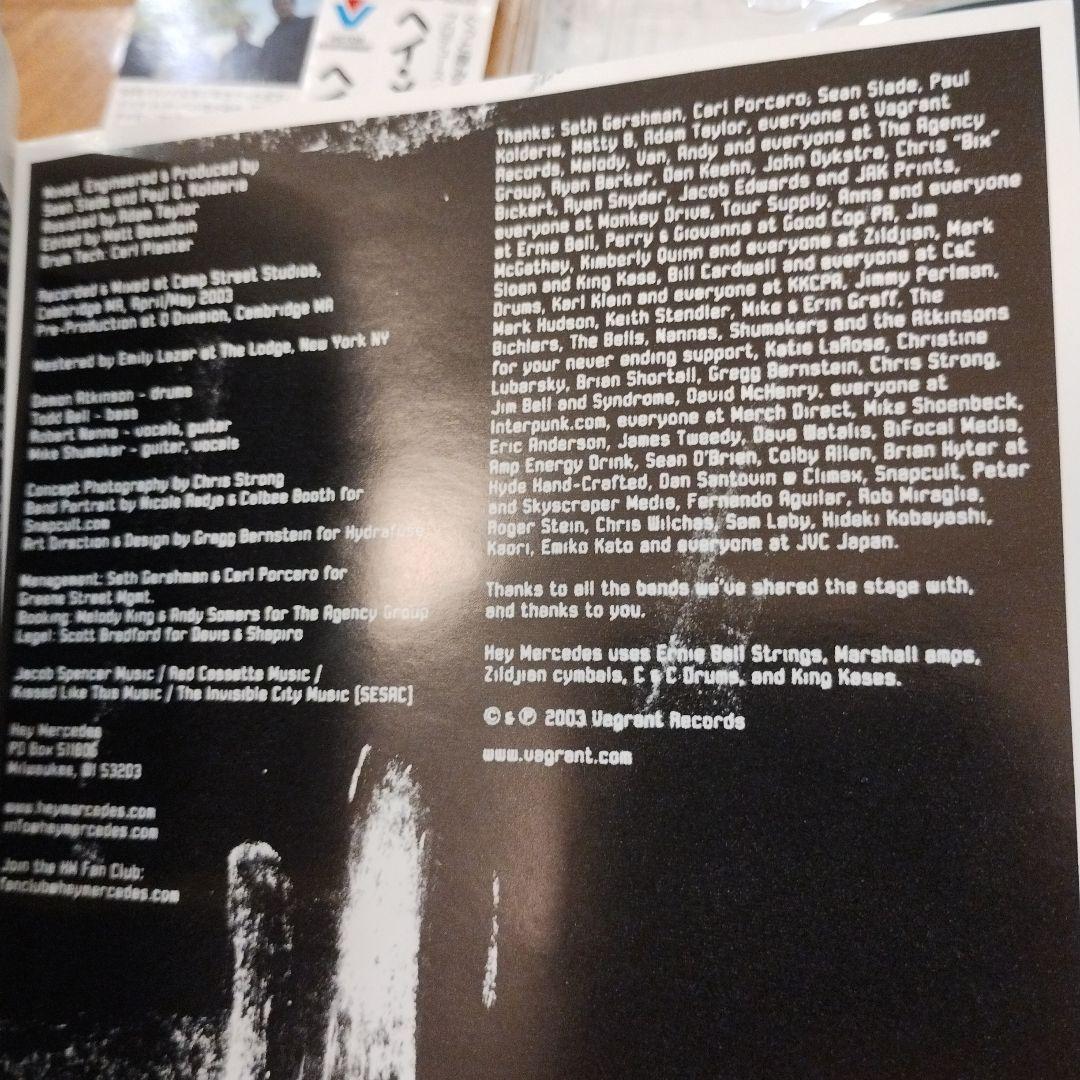 ヘイ・
ヘ
Mixed, Engineered & Produced by
Sean Slade and Paul Q. Kolderie
Assisted by Adam Taylor
Edited by Matt Beaudoin
Drum Tech: Carl Plaster
Recorded & Mixed at Camp Street Studios,
Cambridge MA, April/May 2003
Pre-Production at Q Division, Cambridge MA
Mastered by Emily Lazar at The Lodge, New York NY
Damon Atkinson - drums
Todd Bell - bass
Robert Nanna - vocals, guitar
Mike Shumaker - guitar, vocals
Concept Photography by Chris Strong
Band Portrait by Nicole Radja & Colbee Booth for
Snapcult.com
Art Direction & Design by Gregg Bernstein for Hydrafuse
Management: Seth Gershman & Carl Porcaro for
Greene Street Mgmt.
Booking: Melody King & Andy Somers for The Agency Group
Legal: Scott Bradford for Davis & Shapiro
Jacob Spencer Music / Red Cassette Music /
Kissed Like This Music / The Invisible City Music [SESAC]
Hey Mercedes
PO Box 511806
Milwaukee, WI 53203
www.heymercedes.com
info@heymercedes.com
Join the HM Fan Club:
fanclub@heymercedes.com
Thanks: Seth Gershman, Carl Porcaro, Sean Slade, Paul
Kolderie, Matty B, Adam Taylor, everyone at Vagrant
Records, Melody, Van, Andy and everyone at The Agency
Group, Ryan Barker, Dan Keehn, John Dykstra, Chris "Bix"
Bickert, Ryan Snyder, Jacob Edwards and JAK Prints,
everyone at Monkey Drive, Tour Supply, Anna and everyone
at Ernie Ball, Perry & Giovanna at Good Cop PR, Jim
McGathey, Kimberly Quinn and everyone at Zildjian, Mark
Sloan and King Kase, Bill Cardwell and everyone at C&C
Drums, Karl Klein and everyone at KKCPA, Jimmy Perlman,
Mark Hudson, Keith Standler, Mike & Erin Graff, The
Bichlers, The Bells, Nannas, Shumakers and the Atkinsons
for your never ending support, Katie LaRosa, Christine
Lubarsky, Brian Shortall, Gregg Bernstein, Chris Strong,
Jim Bell and Syndrome, David McHenry, everyone at
Interpunk.com, everyone at Merch Direct, Mike Shoenbeck,
Eric Anderson, James Tweedy, Dave Watalis, BiFocal Media,
Amp Energy Drink, Sean O'Brien, Colby Allen, Brian Hyter at
Hyde Hand-Crafted, Dan Santovin @ Climax, Snapcult, Peter
and Skyscraper Media, Fernando Aguilar, Rob Miraglia,
Roger Stein, Chris Wilches, Sam Laby, Hideki Kobayashi,
Kaori, Emiko Kato and everyone at JVC Japan.
Thanks to all the bands we've shared the stage with,
and thanks to you.
Hey Mercedes uses Ernie Ball Strings, Marshall amps,
Zildjian cymbals, C & C Drums, and King Kases.
© & ℗ 2003 Vagrant Records
www.vagrant.com